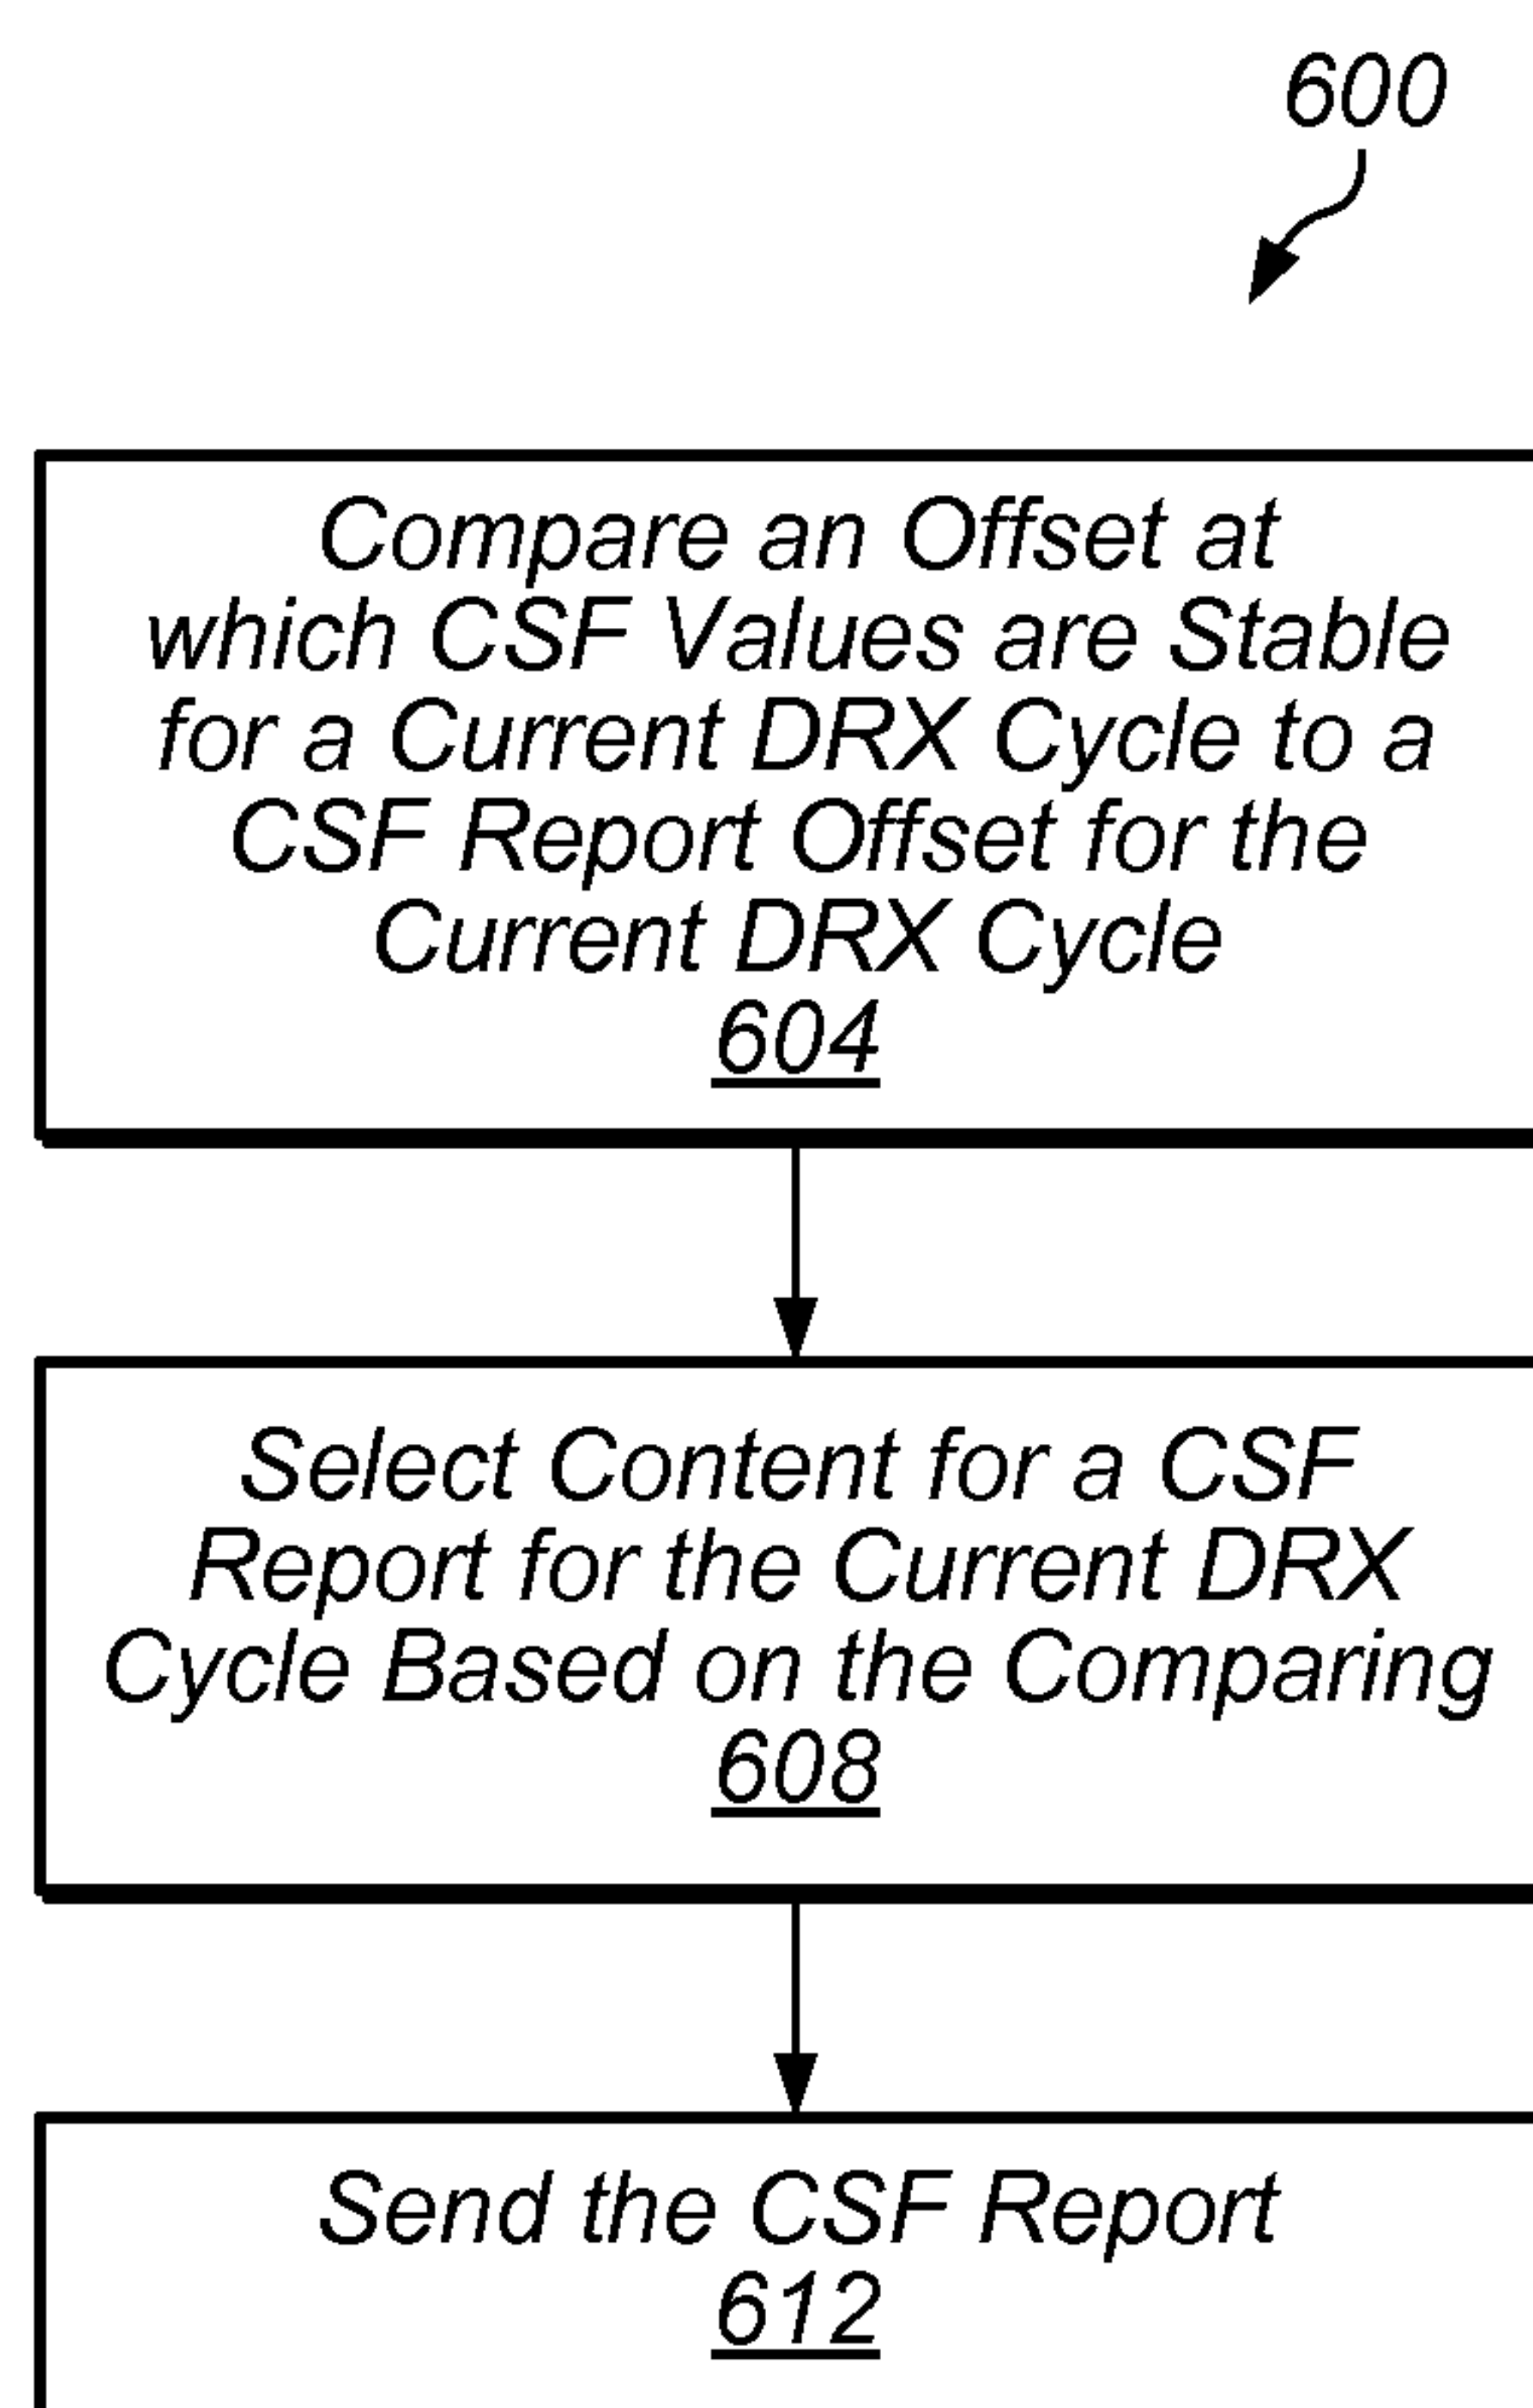 600
Compare an Offset at
which CSF Values are Stable
for a Current DRX Cycle to a
CSF Report Offset for the
Current DRX Cycle
604
Select Content for a CSF
Report for the Current DRX
Cycle Based on the Comparing
608
Send the CSF Report
612